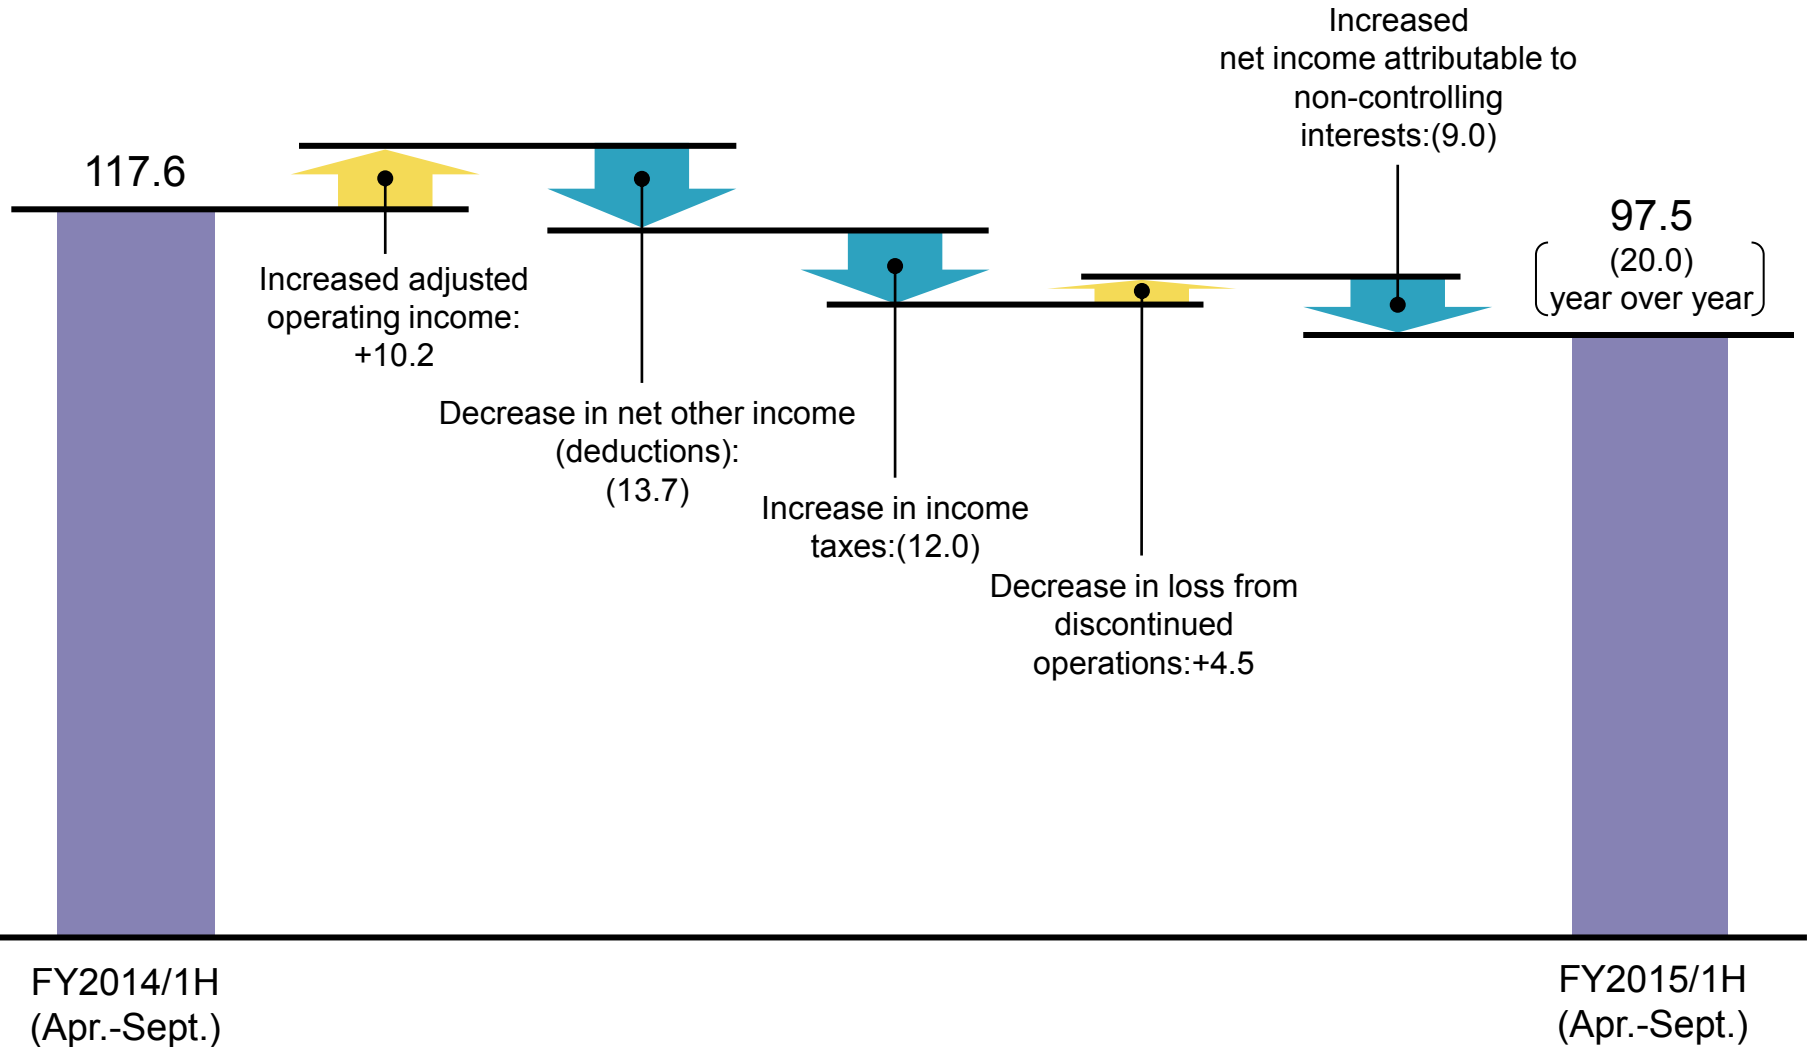 Increased
net income attributable to
non-controlling
interests:(9.0)
117.6
97.5
(20.0)
year over year
Increased adjusted
operating income:
+10.2
Decrease in net other income
(deductions):
(13.7)
Increase in income
taxes:(12.0)
Decrease in loss from
discontinued
operations:+4.5
FY2014/1H
(Apr.-Sept.)
FY2015/1H
(Apr.-Sept.)